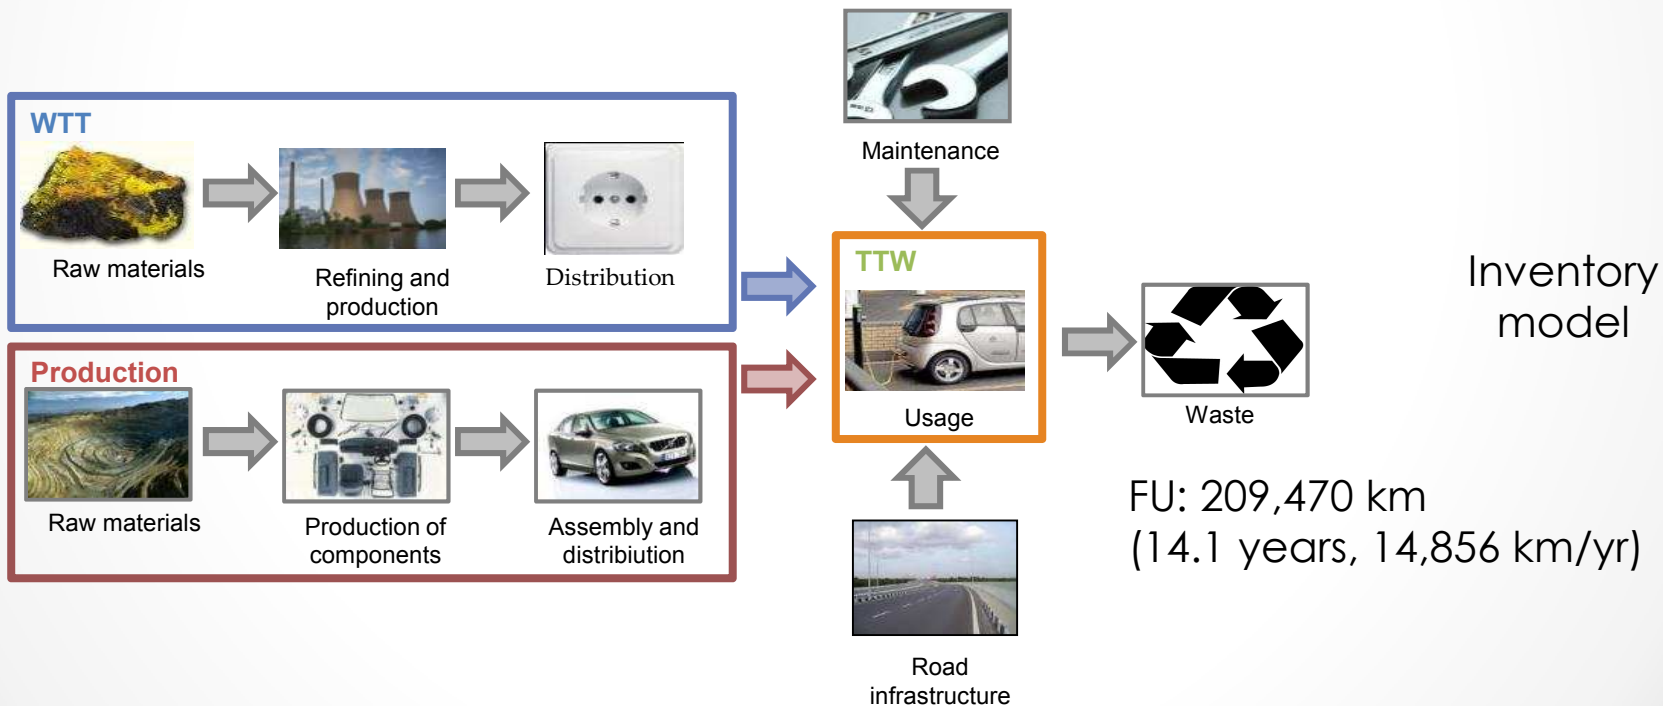 Maintenance
WTT
Raw materials
Refining and
production
Distribution
TTW
Usage
Waste
Inventory
model
Production
Raw materials
Production of
components
Assembly and
distribiution
FU: 209,470 km
(14.1 years, 14,856 km/yr)
Road
infrastructure